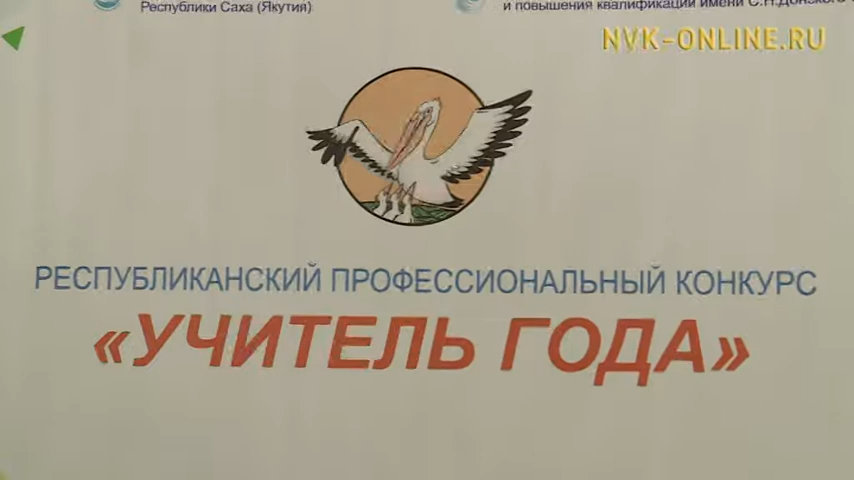 Республики Саха (Якутия)
и повышения квалификации имени С.Н.Донского
NVK-ONLINE.RU
РЕСПУБЛИКАНСКИЙ ПРОФЕССИОНАЛЬНЫЙ КОНКУРС
«УЧИТЕЛЬ ГОДА»